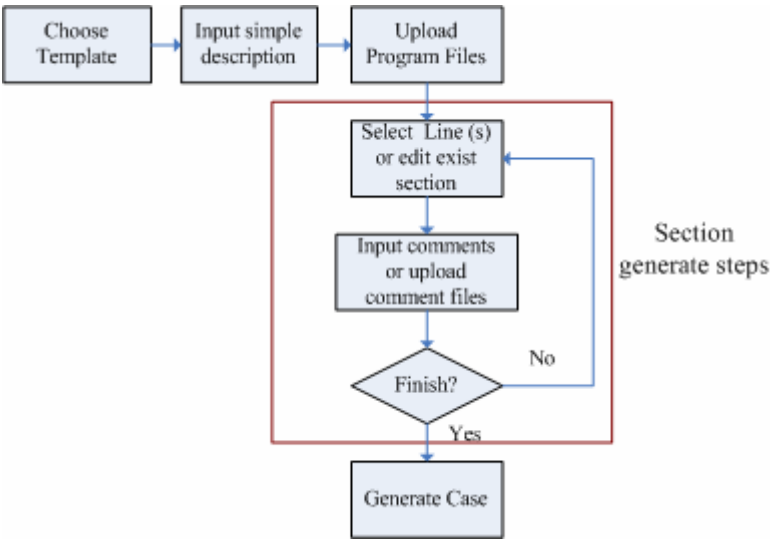 Choose
Template
Input simple
description
Upload
Program Files
Select Line (s)
or edit exist
section
Input comments
or upload
comment files
Section
generate steps
Finish?
No
Yes
Generate Case